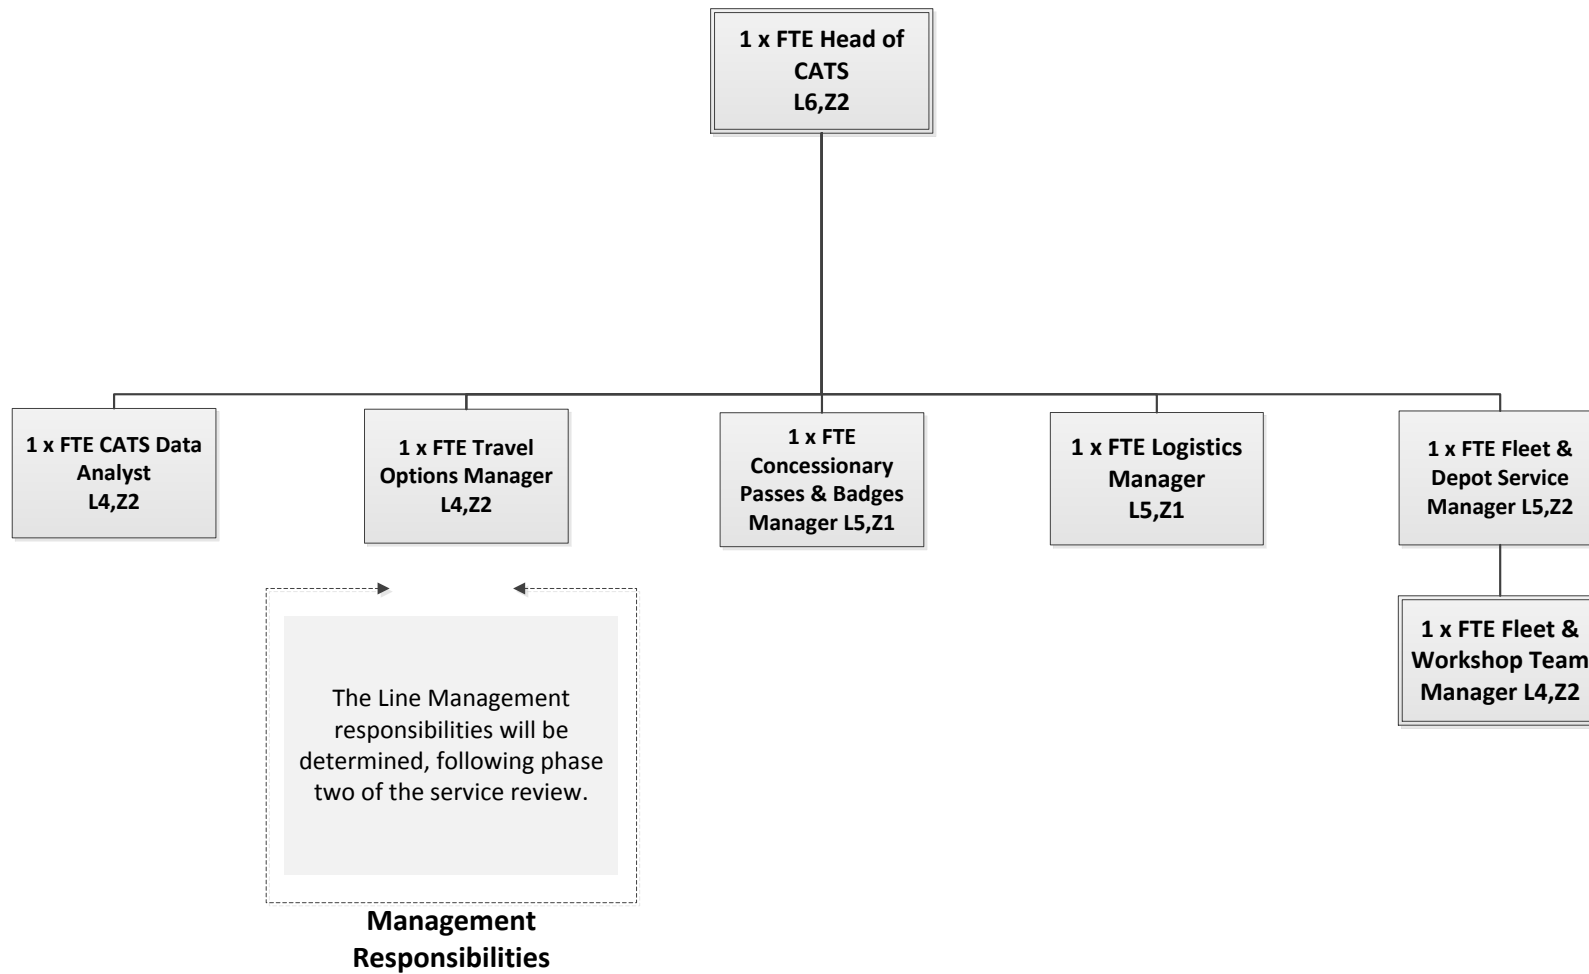 1 x FTE Head of
CATS
L6,Z2
1 x FTE CATS Data
Analyst
L4,Z2
1 x FTE Travel
Options Manager
L4,Z2
1 x FTE
Concessionary
Passes & Badges
Manager L5,Z1
1 x FTE Logistics
Manager
L5,Z1
1 x FTE Fleet &
Depot Service
Manager L5,Z2
1 x FTE Fleet &
Workshop Team
Manager L4,Z2
The Line Management
responsibilities will be
determined, following phase
two of the service review.
Management
Responsibilities